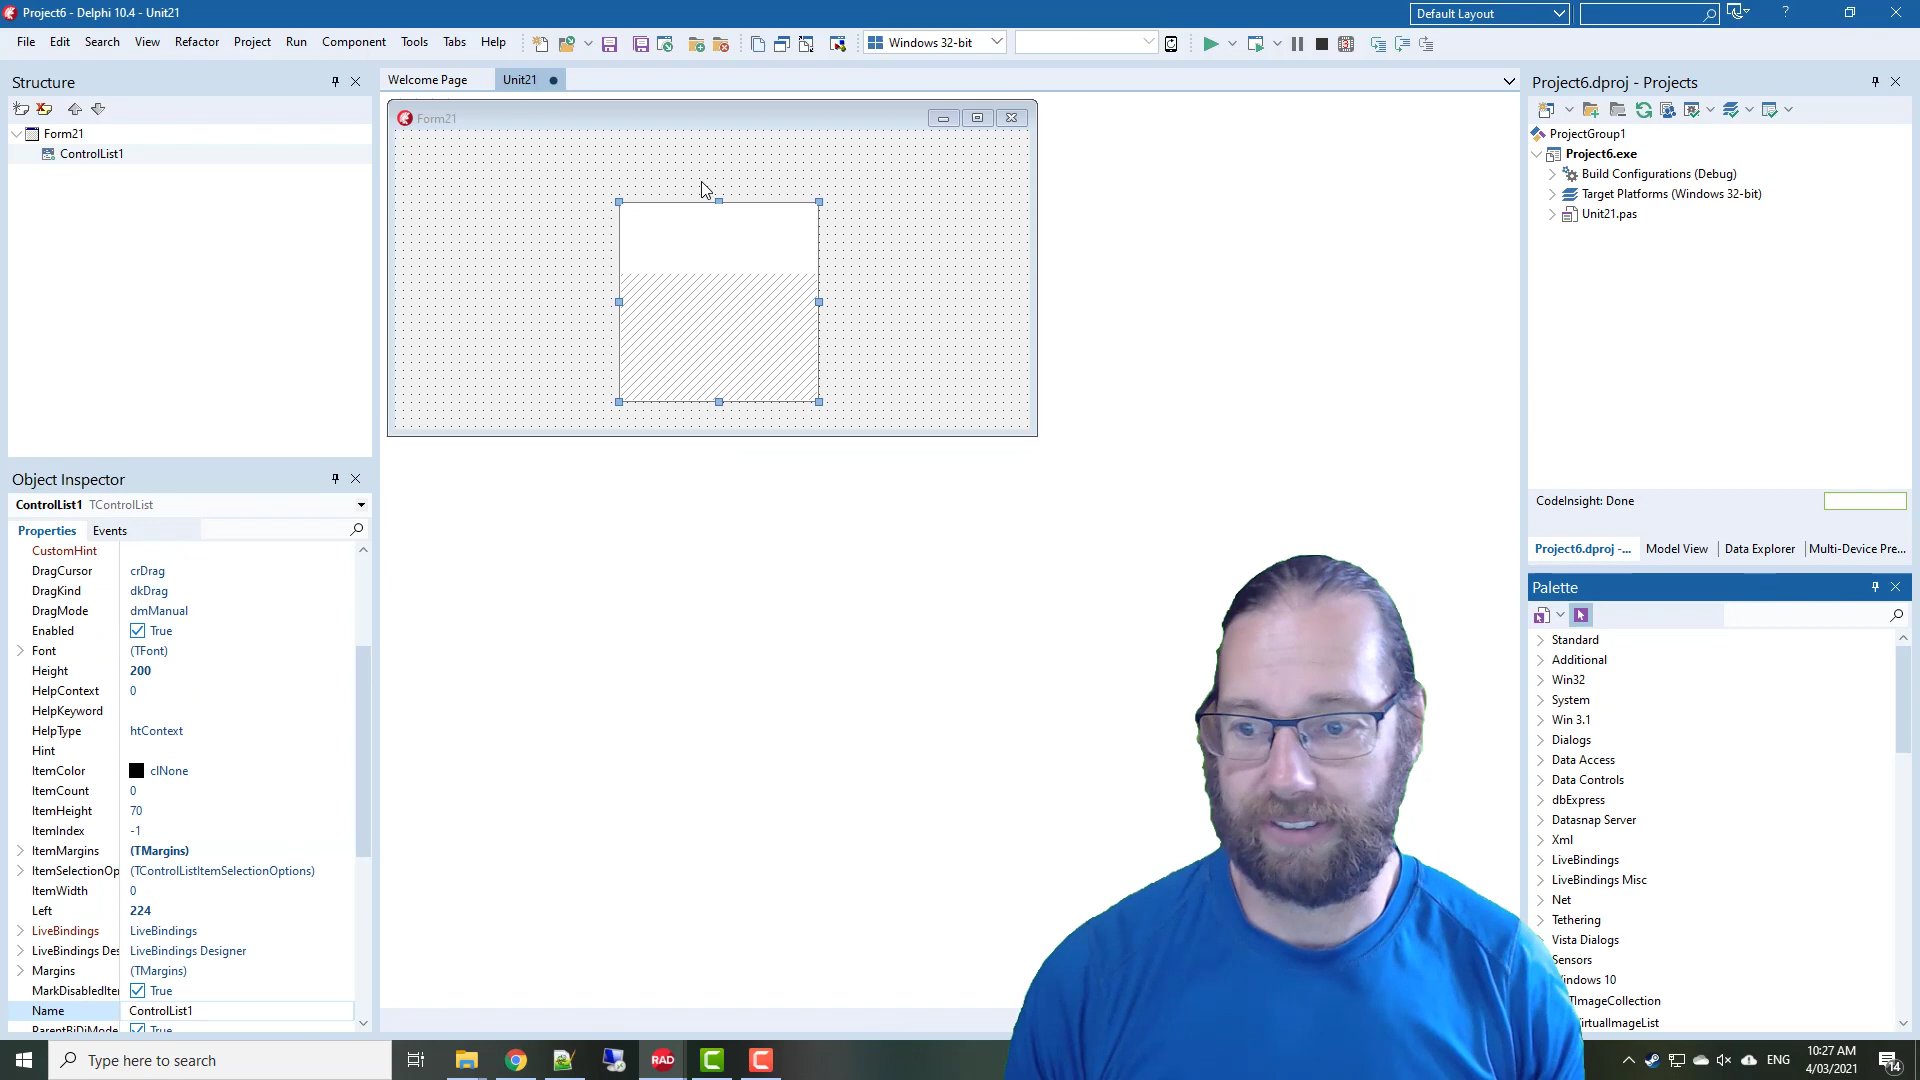 Project6 - Delphi 10.4 - Unit21
Default Layout
?
File Edit Search View Refactor Project Run Component Tools Tabs Help
Windows 32-bit
Structure
Form21
ControlList1
Welcome Page
Unit21
Form21
Object Inspector
ControlList1 TControlList
Properties Events
CustomHint
DragCursor crDrag
DragKind dkDrag
DragMode dmManual
Enabled True
Font (TFont)
Height 200
HelpContext 0
HelpKeyword
HelpType htContext
Hint
ItemColor clNone
ItemCount 0
ItemHeight 70
ItemIndex -1
ItemMargins (TMargins)
ItemSelectionOp (TControlListItemSelectionOptions)
ItemWidth 0
Left 224
LiveBindings LiveBindings
LiveBindings Des LiveBindings Designer
Margins (TMargins)
MarkDisabledIter True
Name ControlList1
ParentBiDiMode True
Project6.dproj - Projects
ProjectGroup1
Project6.exe
Build Configurations (Debug)
Target Platforms (Windows 32-bit)
Unit21.pas
CodeInsight: Done
Project6.dproj -... Model View Data Explorer Multi-Device Pre...
Palette
Standard
Additional
Win32
System
Win 3.1
Dialogs
Data Access
Data Controls
dbExpress
Datasnap Server
Xml
LiveBindings
LiveBindings Misc
Net
Tethering
Vista Dialogs
Sensors
indows 10
TImageCollection
irtualImageList
Type here to search
RAD
ENG
10:27 AM
4/03/2021
14